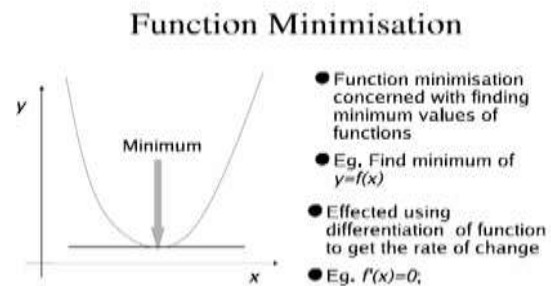 Function Minimisation
y
Minimum
x
● Function minimisation
concerned with finding
minimum values of
functions
● Eg. Find minimum of
y=f(x)
● Effected using
differentiation of function
to get the rate of change
● Eg. f'(x)=0;